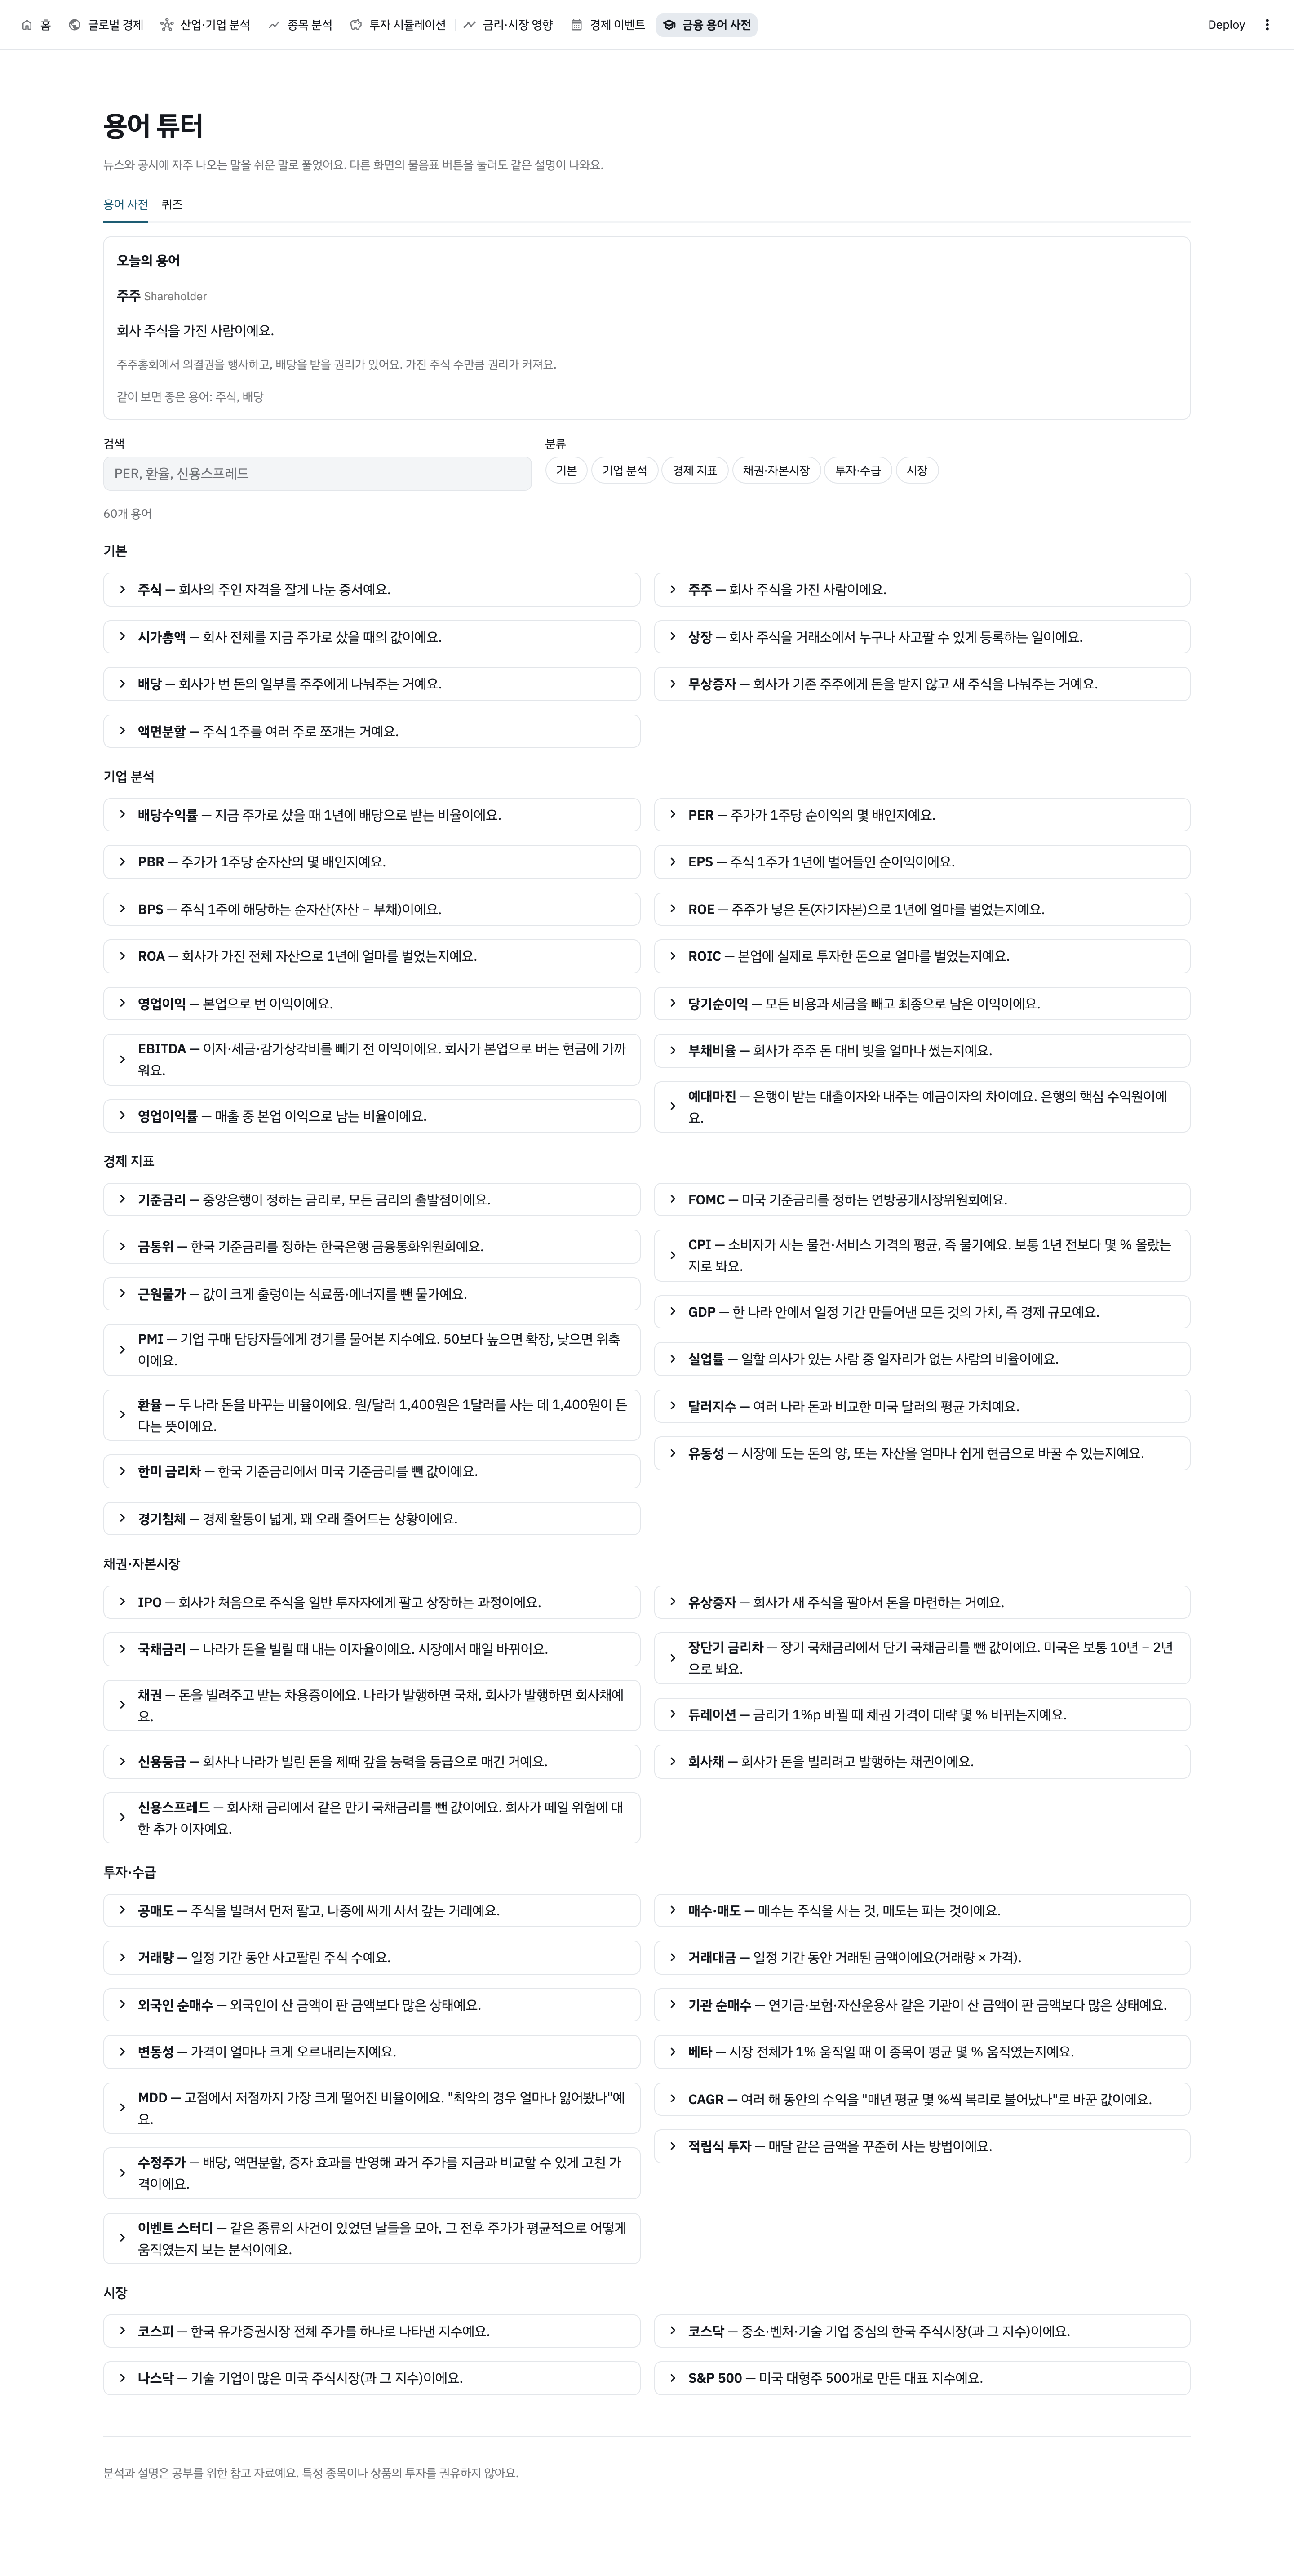 홈 글로벌 경제 산업·기업 분석 종목 분석 투자 시뮬레이션 금리·시장 영향 경제 이벤트 금융 용어 사전 Deploy
용어 튜터
뉴스와 공시에 자주 나오는 말을 쉬운 말로 풀었어요. 다른 화면의 물음표 버튼을 눌러도 같은 설명이 나와요.
용어 사전 퀴즈
오늘의 용어
주주 Shareholder
회사 주식을 가진 사람이에요.
주주총회에서 의결권을 행사하고, 배당을 받을 권리가 있어요. 가진 주식 수만큼 권리가 커져요.
같이 보면 좋은 용어: 주식, 배당
검색
PER, 환율, 신용스프레드
분류
기본 기업 분석 경제 지표 채권·자본시장 투자·수급 시장
60개 용어
기본
주식 — 회사의 주인 자격을 잘게 나눈 증서예요.
주주 — 회사 주식을 가진 사람이에요.
시가총액 — 회사 전체를 지금 주가로 샀을 때의 값이에요.
상장 — 회사 주식을 거래소에서 누구나 사고팔 수 있게 등록하는 일이에요.
배당 — 회사가 번 돈의 일부를 주주에게 나눠주는 거예요.
무상증자 — 회사가 기존 주주에게 돈을 받지 않고 새 주식을 나눠주는 거예요.
액면분할 — 주식 1주를 여러 주로 쪼개는 거예요.
기업 분석
배당수익률 — 지금 주가로 샀을 때 1년에 배당으로 받는 비율이에요.
PER — 주가가 1주당 순이익의 몇 배인지예요.
PBR — 주가가 1주당 순자산의 몇 배인지예요.
EPS — 주식 1주가 1년에 벌어들인 순이익이에요.
BPS — 주식 1주에 해당하는 순자산(자산 − 부채)이에요.
ROE — 주주가 넣은 돈(자기자본)으로 1년에 얼마를 벌었는지예요.
ROA — 회사가 가진 전체 자산으로 1년에 얼마를 벌었는지예요.
ROIC — 본업에 실제로 투자한 돈으로 얼마를 벌었는지예요.
영업이익 — 본업으로 번 이익이에요.
당기순이익 — 모든 비용과 세금을 빼고 최종으로 남은 이익이에요.
EBITDA — 이자·세금·감가상각비를 빼기 전 이익이에요. 회사가 본업으로 버는 현금에 가까
워요.
부채비율 — 회사가 주주 돈 대비 빚을 얼마나 썼는지예요.
영업이익률 — 매출 중 본업 이익으로 남는 비율이에요.
예대마진 — 은행이 받는 대출이자와 내주는 예금이자의 차이예요. 은행의 핵심 수익원이에
요.
경제 지표
기준금리 — 중앙은행이 정하는 금리로, 모든 금리의 출발점이에요.
FOMC — 미국 기준금리를 정하는 연방공개시장위원회예요.
금통위 — 한국 기준금리를 정하는 한국은행 금융통화위원회예요.
CPI — 소비자가 사는 물건·서비스 가격의 평균, 즉 물가예요. 보통 1년 전보다 몇 % 올랐는
지로 봐요.
근원물가 — 값이 크게 출렁이는 식료품·에너지를 뺀 물가예요.
GDP — 한 나라 안에서 일정 기간 만들어낸 모든 것의 가치, 즉 경제 규모예요.
PMI — 기업 구매 담당자들에게 경기를 물어본 지수예요. 50보다 높으면 확장, 낮으면 위축
이에요.
실업률 — 일할 의사가 있는 사람 중 일자리가 없는 사람의 비율이에요.
환율 — 두 나라 돈을 바꾸는 비율이에요. 원/달러 1,400원은 1달러를 사는 데 1,400원이 든
다는 뜻이에요.
달러지수 — 여러 나라 돈과 비교한 미국 달러의 평균 가치예요.
유동성 — 시장에 도는 돈의 양, 또는 자산을 얼마나 쉽게 현금으로 바꿀 수 있는지예요.
한미 금리차 — 한국 기준금리에서 미국 기준금리를 뺀 값이에요.
경기침체 — 경제 활동이 넓게, 꽤 오래 줄어드는 상황이에요.
채권·자본시장
IPO — 회사가 처음으로 주식을 일반 투자자에게 팔고 상장하는 과정이에요.
유상증자 — 회사가 새 주식을 팔아서 돈을 마련하는 거예요.
국채금리 — 나라가 돈을 빌릴 때 내는 이자율이에요. 시장에서 매일 바뀌어요.
장단기 금리차 — 장기 국채금리에서 단기 국채금리를 뺀 값이에요. 미국은 보통 10년 − 2년
으로 봐요.
채권 — 돈을 빌려주고 받는 차용증이에요. 나라가 발행하면 국채, 회사가 발행하면 회사채예
요.
듀레이션 — 금리가 1%p 바뀔 때 채권 가격이 대략 몇 % 바뀌는지예요.
신용등급 — 회사나 나라가 빌린 돈을 제때 갚을 능력을 등급으로 매긴 거예요.
회사채 — 회사가 돈을 빌리려고 발행하는 채권이에요.
신용스프레드 — 회사채 금리에서 같은 만기 국채금리를 뺀 값이에요. 회사가 떼일 위험에 대
한 추가 이자예요.
투자·수급
공매도 — 주식을 빌려서 먼저 팔고, 나중에 싸게 사서 갚는 거래예요.
매수·매도 — 매수는 주식을 사는 것, 매도는 파는 것이에요.
거래량 — 일정 기간 동안 사고팔린 주식 수예요.
거래대금 — 일정 기간 동안 거래된 금액이에요(거래량 × 가격).
외국인 순매수 — 외국인이 산 금액이 판 금액보다 많은 상태예요.
기관 순매수 — 연기금·보험·자산운용사 같은 기관이 산 금액이 판 금액보다 많은 상태예요.
변동성 — 가격이 얼마나 크게 오르내리는지예요.
베타 — 시장 전체가 1% 움직일 때 이 종목이 평균 몇 % 움직였는지예요.
MDD — 고점에서 저점까지 가장 크게 떨어진 비율이에요. "최악의 경우 얼마나 잃어봤나"예
요.
CAGR — 여러 해 동안의 수익을 "매년 평균 몇 %씩 복리로 불어났나"로 바꾼 값이에요.
적립식 투자 — 매달 같은 금액을 꾸준히 사는 방법이에요.
수정주가 — 배당, 액면분할, 증자 효과를 반영해 과거 주가를 지금과 비교할 수 있게 고친 가
격이에요.
이벤트 스터디 — 같은 종류의 사건이 있었던 날들을 모아, 그 전후 주가가 평균적으로 어떻게
움직였는지 보는 분석이에요.
시장
코스피 — 한국 유가증권시장 전체 주가를 하나로 나타낸 지수예요.
코스닥 — 중소·벤처·기술 기업 중심의 한국 주식시장(과 그 지수)이에요.
나스닥 — 기술 기업이 많은 미국 주식시장(과 그 지수)이에요.
S&P 500 — 미국 대형주 500개로 만든 대표 지수예요.
분석과 설명은 공부를 위한 참고 자료예요. 특정 종목이나 상품의 투자를 권유하지 않아요.